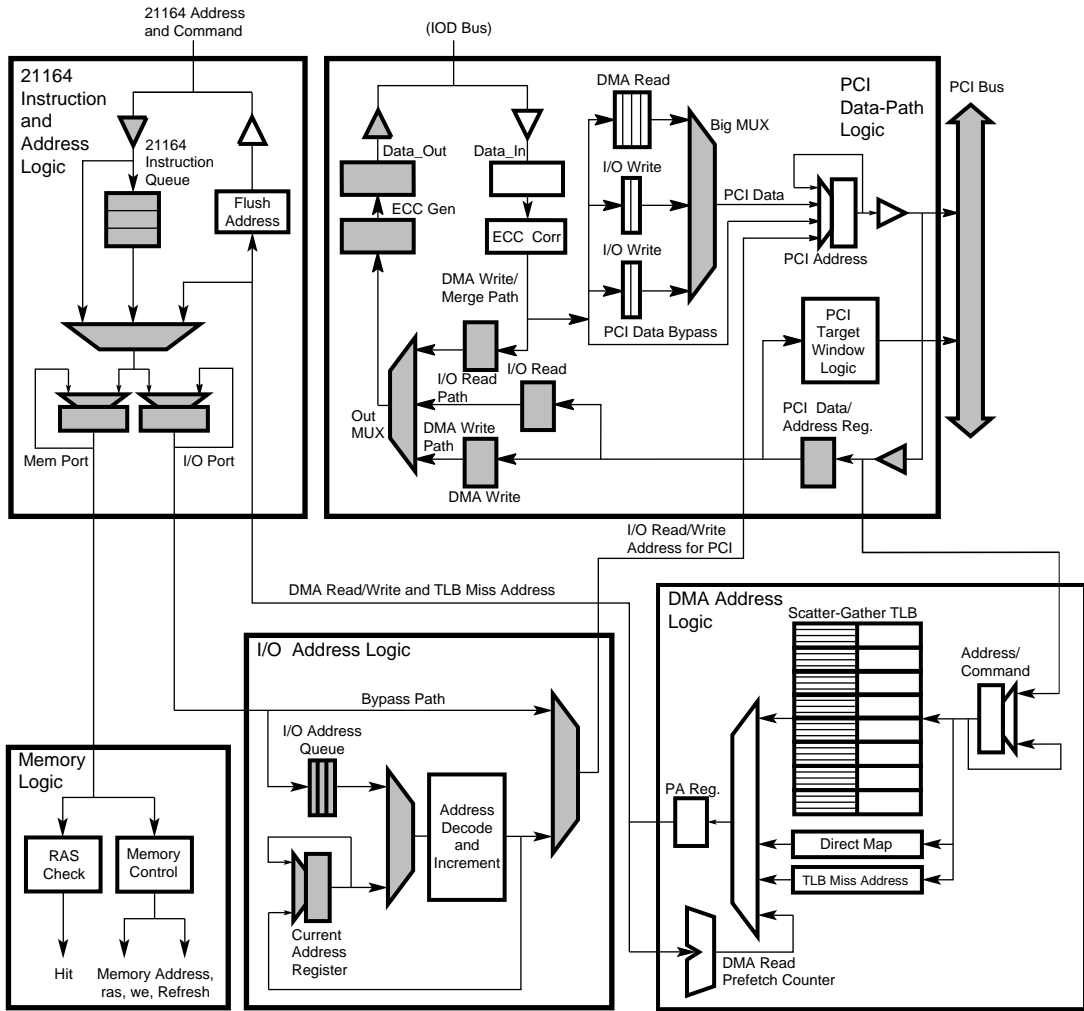 21164 Address
and Command
(IOD Bus)
21164
Instruction
and
Address
Logic
21164
Instruction
Queue
Flush
Address
Mem Port
I/O Port
PCI
Data-Path
Logic
PCI Bus
DMA Read
Big MUX
Data_Out
Data_In
I/O Write
PCI Data
ECC Gen
ECC Corr
I/O Write
PCI Address
DMA Write/
Merge Path
PCI Data Bypass
PCI
Target
Window
Logic
I/O Read
Path
I/O Read
Out
MUX
DMA Write
Path
DMA Write
PCI Data/
Address Reg.
I/O Read/Write
Address for PCI
DMA Read/Write and TLB Miss Address
I/O Address Logic
Bypass Path
I/O Address
Queue
Address
Decode
and
Increment
Current
Address
Register
Memory
Logic
RAS
Check
Memory
Control
Hit
Memory Address,
ras, we, Refresh
DMA Address
Logic
Scatter-Gather TLB
Address/
Command
PA Reg.
Direct Map
TLB Miss Address
DMA Read
Prefetch Counter